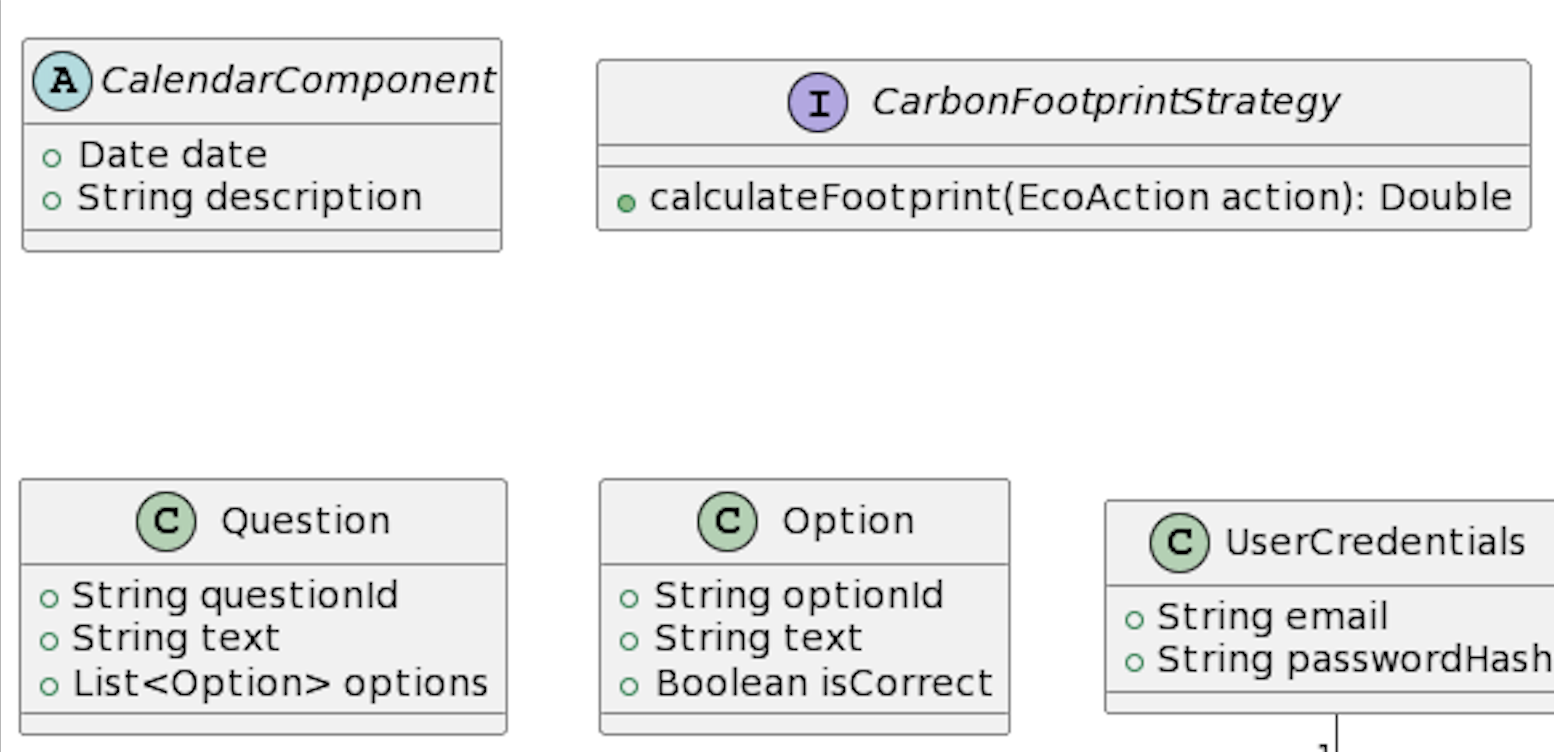 A CalendarComponent
Date date
String description
I CarbonFootprintStrategy
calculateFootprint(EcoAction action): Double
C Question
String questionId
String text
List<Option> options
C Option
String optionId
String text
Boolean isCorrect
C UserCredentials
String email
String passwordHash